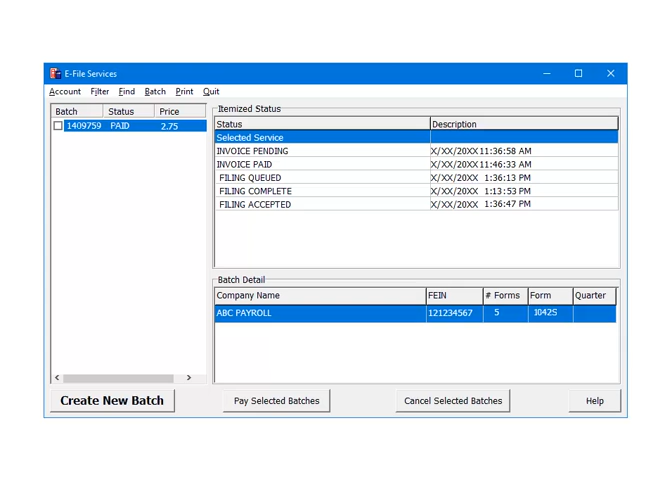 E-File Services
Account Filter Find Batch Print Quit
Batch Status Price
1409759 PAID 2.75
Itemized Status
Status Description
Selected Service
INVOICE PENDING X/XX/20XX 11:36:58 AM
INVOICE PAID X/XX/20XX 11:46:33 AM
FILING QUEUED X/XX/20XX 1:36:13 PM
FILING COMPLETE X/XX/20XX 1:13:53 PM
FILING ACCEPTED X/XX/20XX 1:36:47 PM
Batch Detail
Company Name FEIN # Forms Form Quarter
ABC PAYROLL 121234567 5 1042S
Create New Batch Pay Selected Batches Cancel Selected Batches Help